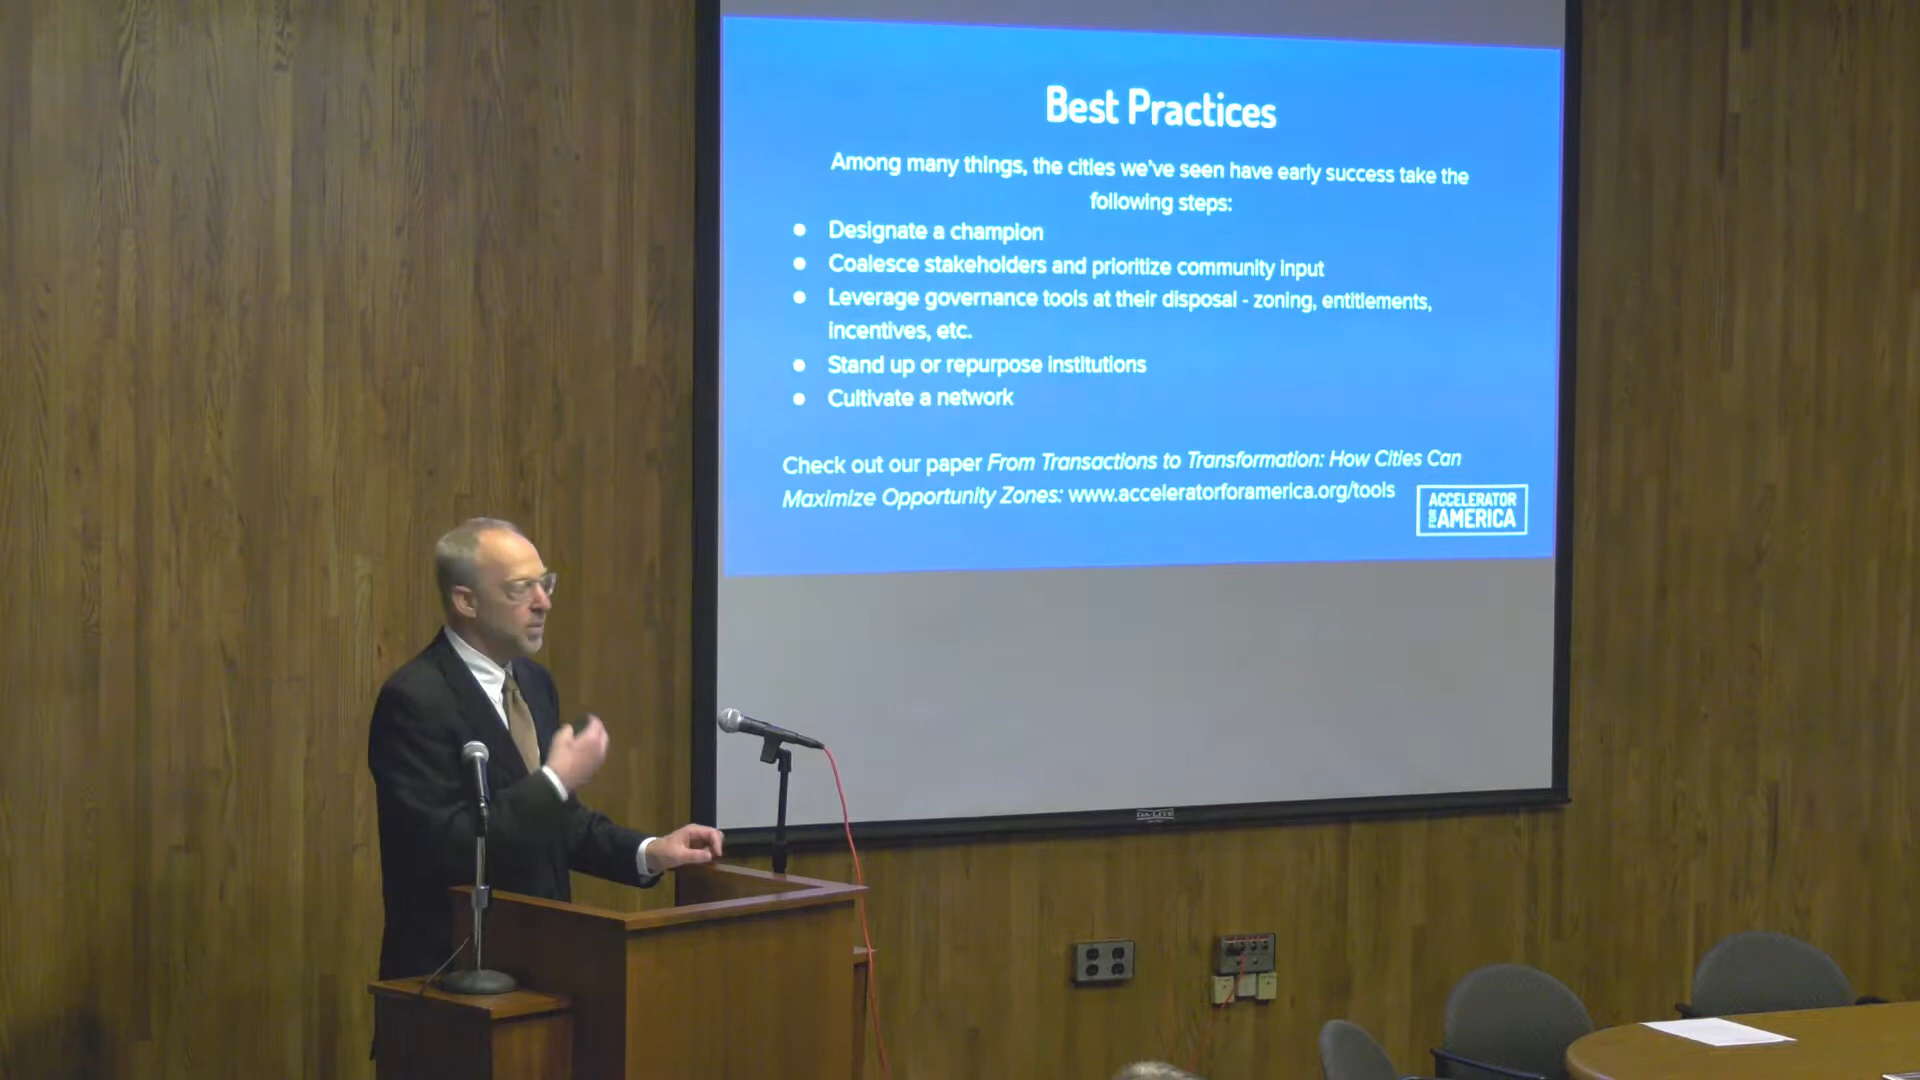 Best Practices
Among many things, the cities we've seen have early success take the
following steps:
● Designate a champion
● Coalesce stakeholders and prioritize community input
● Leverage governance tools at their disposal - zoning, entitlements,
incentives, etc.
● Stand up or repurpose institutions
● Cultivate a network
Check out our paper From Transactions to Transformation: How Cities Can
Maximize Opportunity Zones: www.acceleratorforamerica.org/tools
ACCELERATOR
FOR AMERICA
DA-LITE